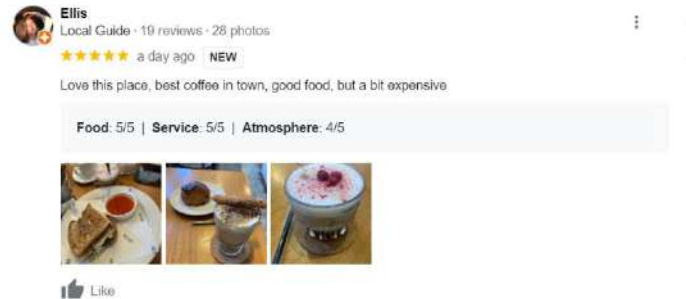 Ellis
Local Guide · 19 reviews · 28 photos
a day ago NEW
Love this place, best coffee in town, good food, but a bit expensive
Food: 5/5 | Service: 5/5 | Atmosphere: 4/5
Like